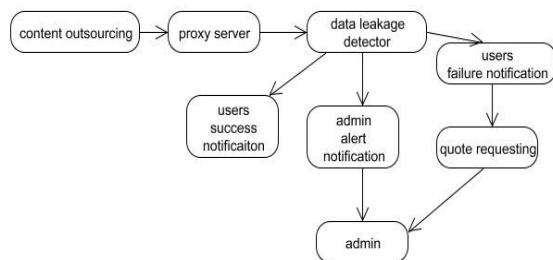 content outsourcing
proxy server
data leakage
detector
users
failure notification
users
success
notificaiton
admin
alert
notification
quote requesting
admin